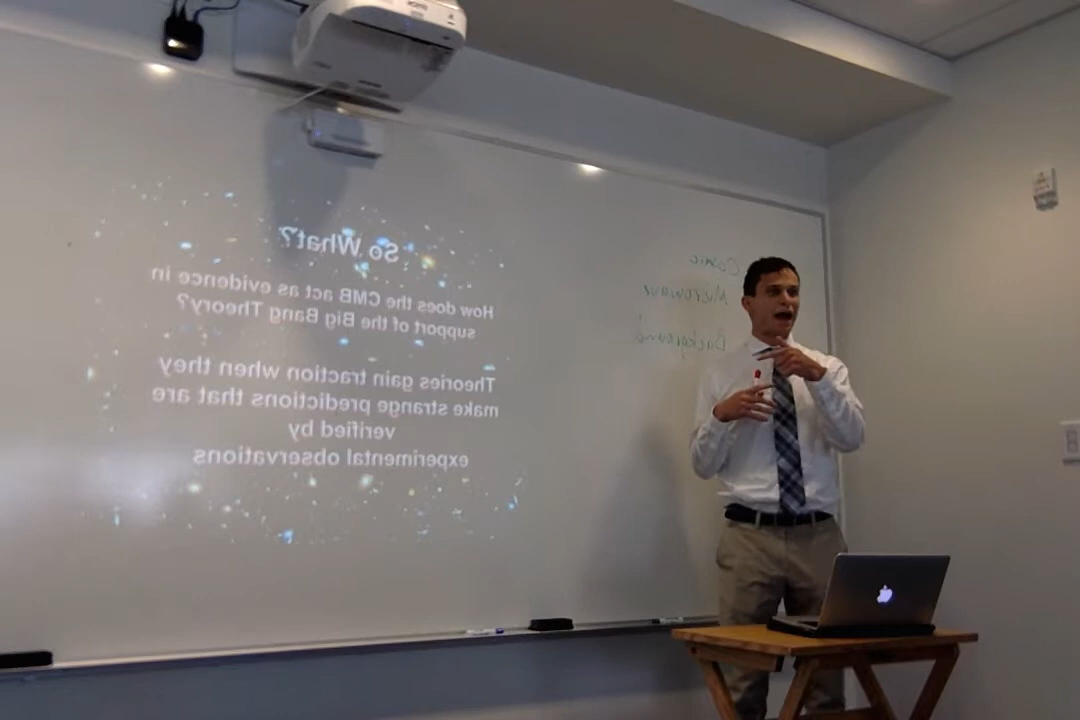 So What?
How does the CMB act as evidence in
support of the Big Bang Theory?
Theories gain traction when they
make strange predictions that are
verified by
experimental observations
Cosmic
Microwave
Background